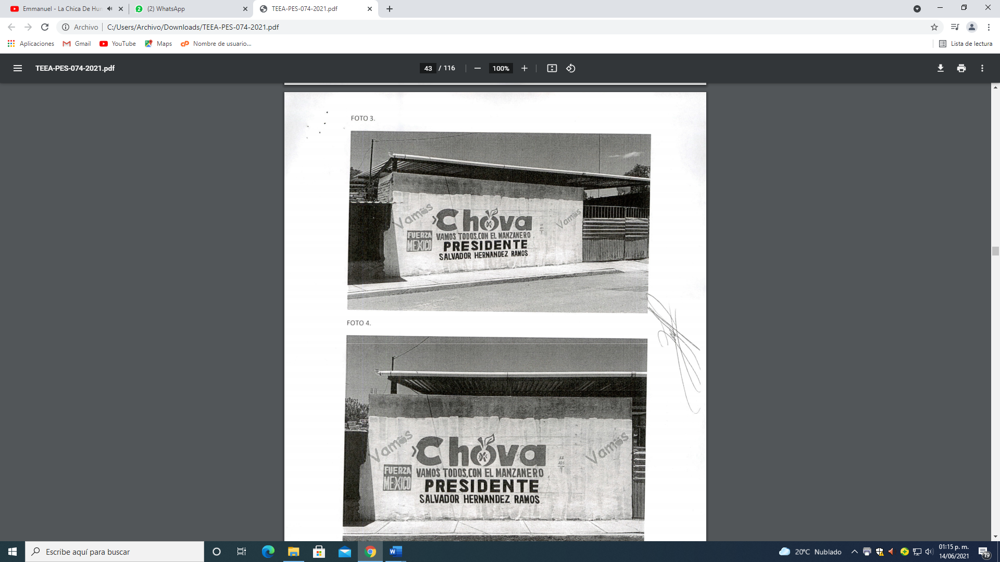 Emmanuel - La Chica De Hu
(2) WhatsApp
TEEA-PES-074-2021.pdf
Archivo
C:/Users/Archivo/Downloads/TEEA-PES-074-2021.pdf
Aplicaciones
Gmail
YouTube
Maps
Nombre de usuario...
Lista de lectura
TEEA-PES-074-2021.pdf
43 / 116
100%
FOTO 3.
Vamos
Chova
Vamos
FUERZA MEXICO
VAMOS TODOS,CON EL MANZANERO
PRESIDENTE
SALVADOR HERNANDEZ RAMOS
FOTO 4.
Vamos
Chova
Vamos
22
AGS
FUERZA MEXICO
VAMOS TODOS,CON EL MANZANERO
PRESIDENTE
SALVADOR HERNANDEZ RAMOS
Escribe aquí para buscar
20°C Nublado
01:15 p. m.
14/06/2021
19